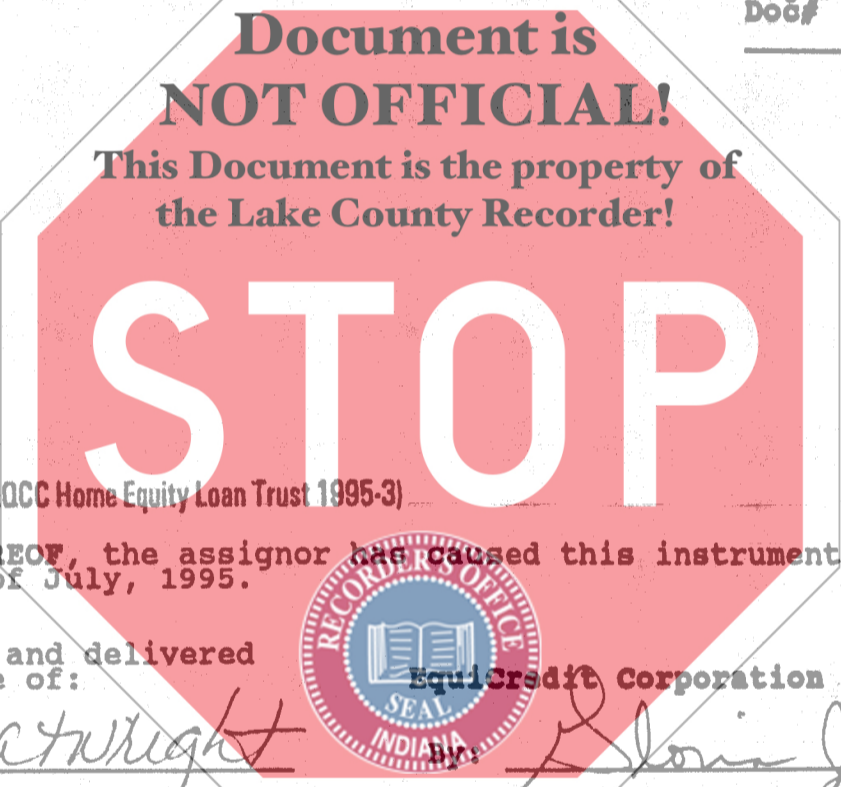 Doc#
Document is
NOT OFFICIAL!
This Document is the property of
the Lake County Recorder!
STOP
QCC Home Equity Loan Trust 1995-3)
REOF, the assignor has caused this instrument
of July, 1995.
and delivered
e of:
EquiCredit Corporation
By: Gloria J
RECORDER'S OFFICE
SEAL
INDIANA